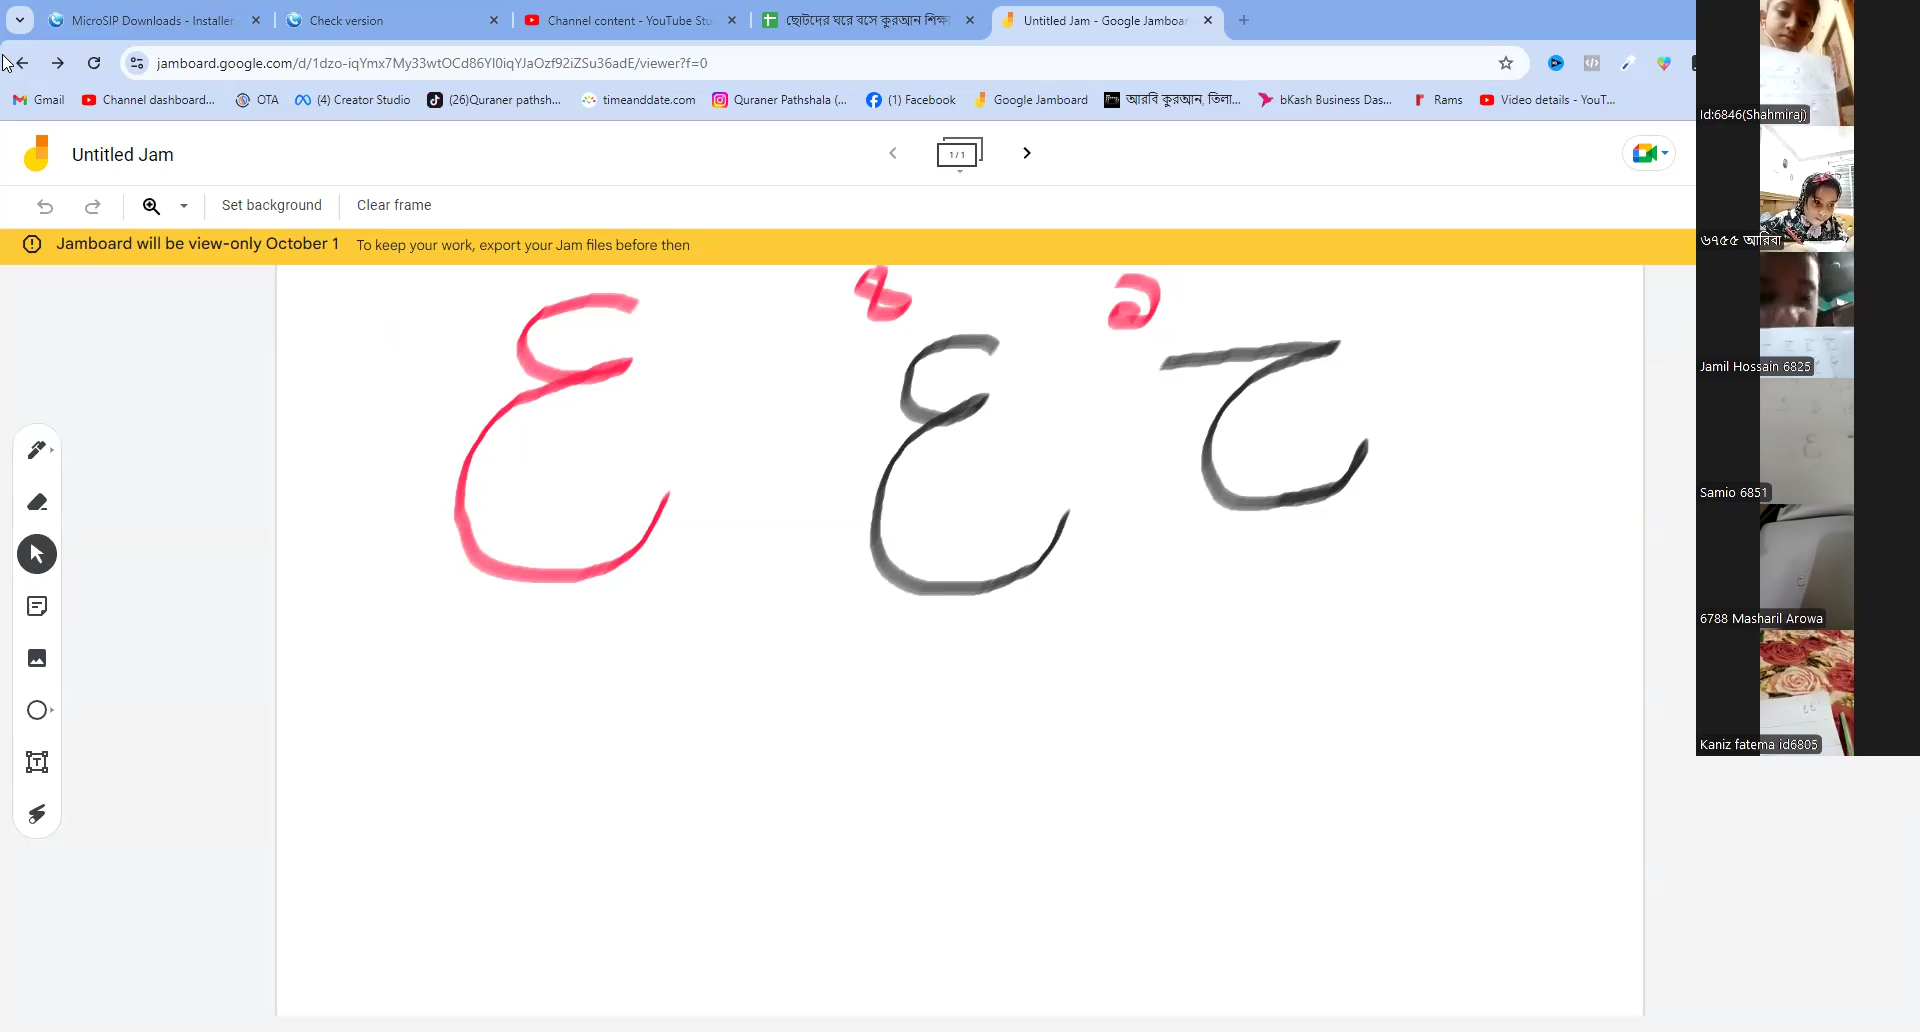 MicroSIP Downloads - Installer
Check version
Channel content - YouTube Stu
ছোটদের ঘরে বসে কুরআন শিক্ষা
Untitled Jam - Google Jamboar
jamboard.google.com/d/1dzo-iqYmx7My33wtOCd86YI0iqYJaOzf92iZSu36adE/viewer?f=0
Gmail
Channel dashboard...
OTA
(4) Creator Studio
(26)Quraner pathsh...
timeanddate.com
Quraner Pathshala (...
(1) Facebook
Google Jamboard
আরবি কুরআন, তিলা...
bKash Business Das...
Rams
Video details - YouT...
Untitled Jam
1 / 1
Set background
Clear frame
Jamboard will be view-only October 1
To keep your work, export your Jam files before then
ع ع ح
Id:6846(Shahmiraj)
৬৭৫৫ আরিবা
Jamil Hossain 6825
Samio 6851
6788 Masharil Arowa
Kaniz fatema id6805